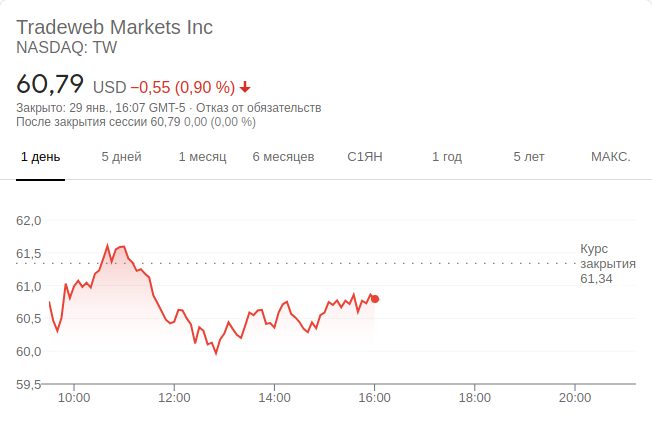 Tradeweb Markets Inc
NASDAQ: TW
60,79 USD −0,55 (0,90 %)
Закрыто: 29 янв., 16:07 GMT-5 · Отказ от обязательств
После закрытия сессии 60,79 0,00 (0,00 %)
1 день 5 дней 1 месяц 6 месяцев С1ЯН 1 год 5 лет МАКС.
62,0
61,5
61,0
60,5
60,0
59,5
Курс
закрытия
61,34
10:00 12:00 14:00 16:00 18:00 20:00